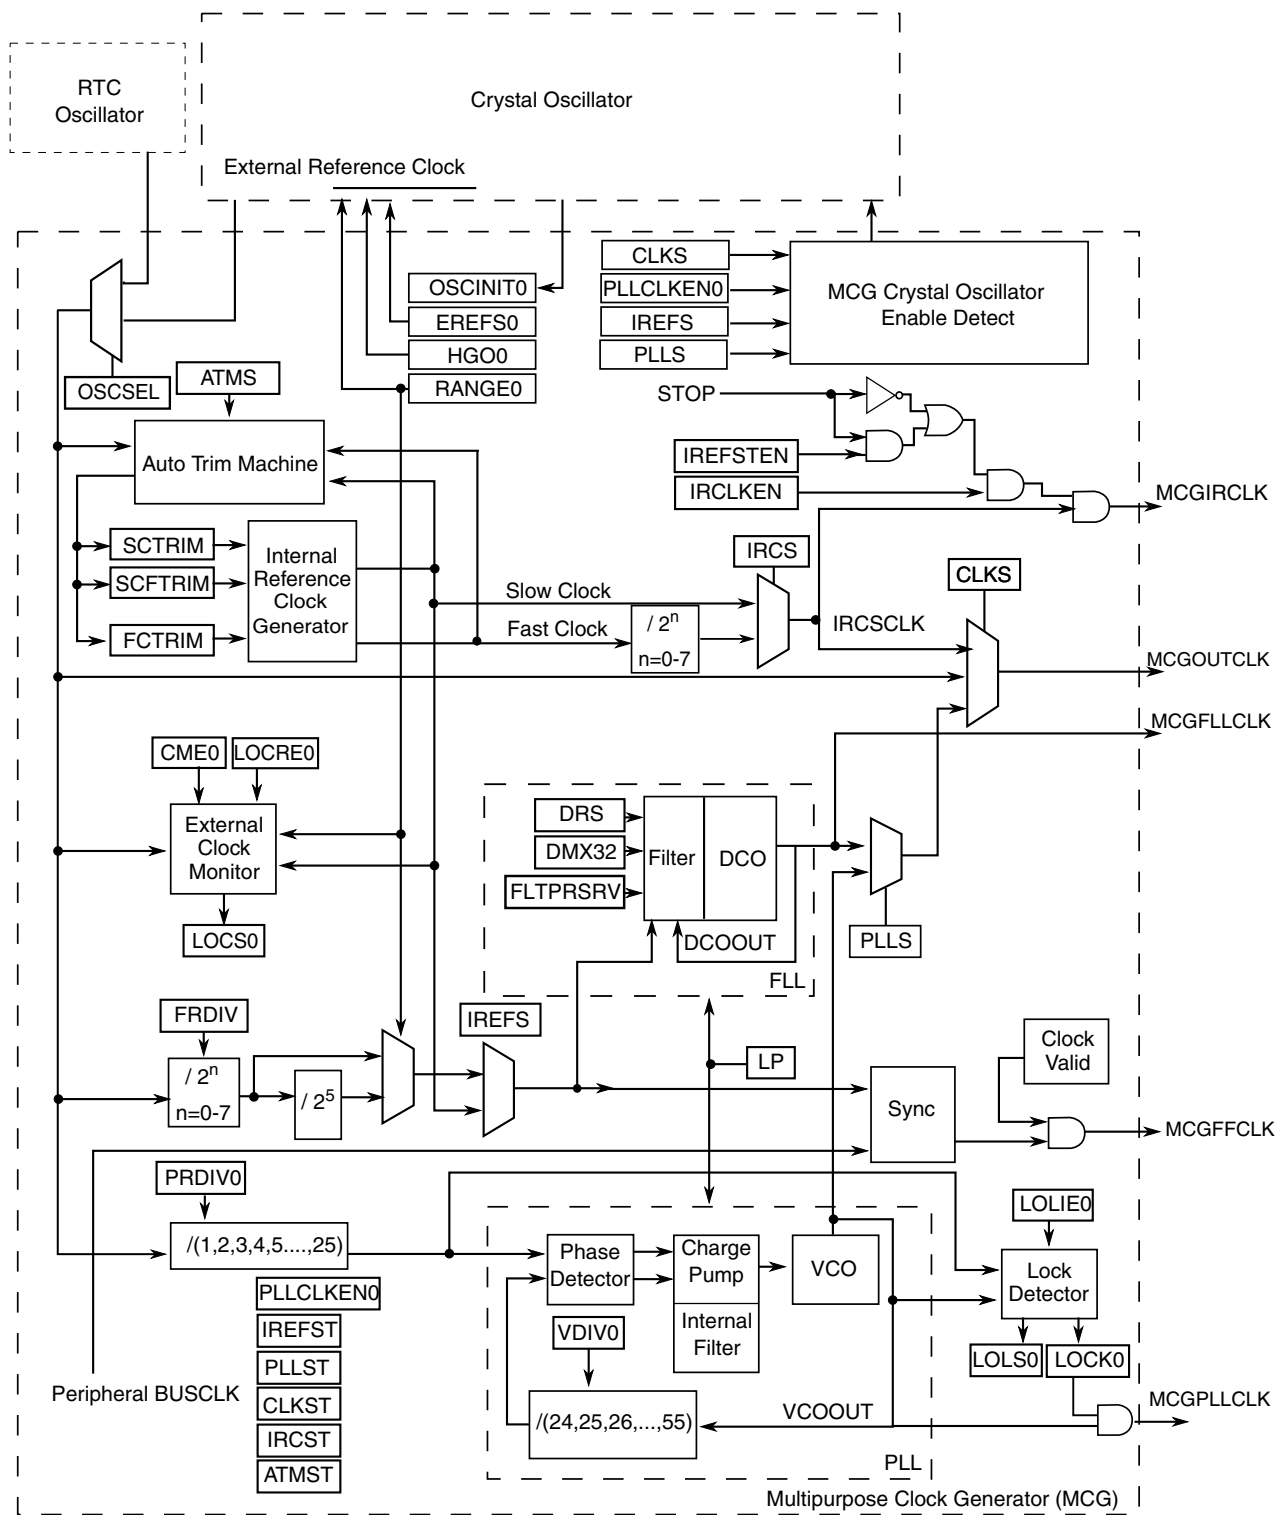 RTC
Oscillator
Crystal Oscillator
External Reference Clock
OSCINIT0
EREFS0
HGO0
RANGE0
CLKS
PLLCLKEN0
IREFS
PLLS
MCG Crystal Oscillator
Enable Detect
OSCSEL
ATMS
STOP
Auto Trim Machine
IREFSTEN
IRCLKEN
MCGIRCLK
SCTRIM
SCFTRIM
FCTRIM
Internal
Reference
Clock
Generator
IRCS
CLKS
Slow Clock
Fast Clock
/ 2ⁿ
n=0-7
IRCSCLK
MCGOUTCLK
MCGFLLCLK
CME0
LOCRE0
External
Clock
Monitor
LOCS0
DRS
DMX32
FLTPRSRV
Filter
DCO
DCOOUT
FLL
PLLS
FRDIV
/ 2ⁿ
n=0-7
/ 2⁵
IREFS
LP
Clock
Valid
Sync
MCGFFCLK
PRDIV0
/(1,2,3,4,5....,25)
Phase
Detector
Charge
Pump
Internal
Filter
VCO
LOLIE0
Lock
Detector
LOLS0
LOCK0
VDIV0
/(24,25,26,...,55)
VCOOUT
PLL
MCGPLLCLK
PLLCLKEN0
IREFST
PLLST
CLKST
IRCST
ATMST
Peripheral BUSCLK
Multipurpose Clock Generator (MCG)